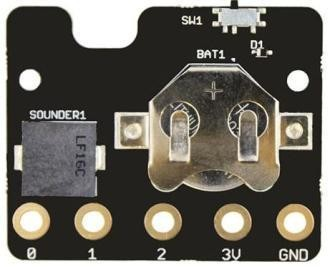 SW1
D1
BAT1
+
SOUNDER1
LF16C
0 1 2 3V GND